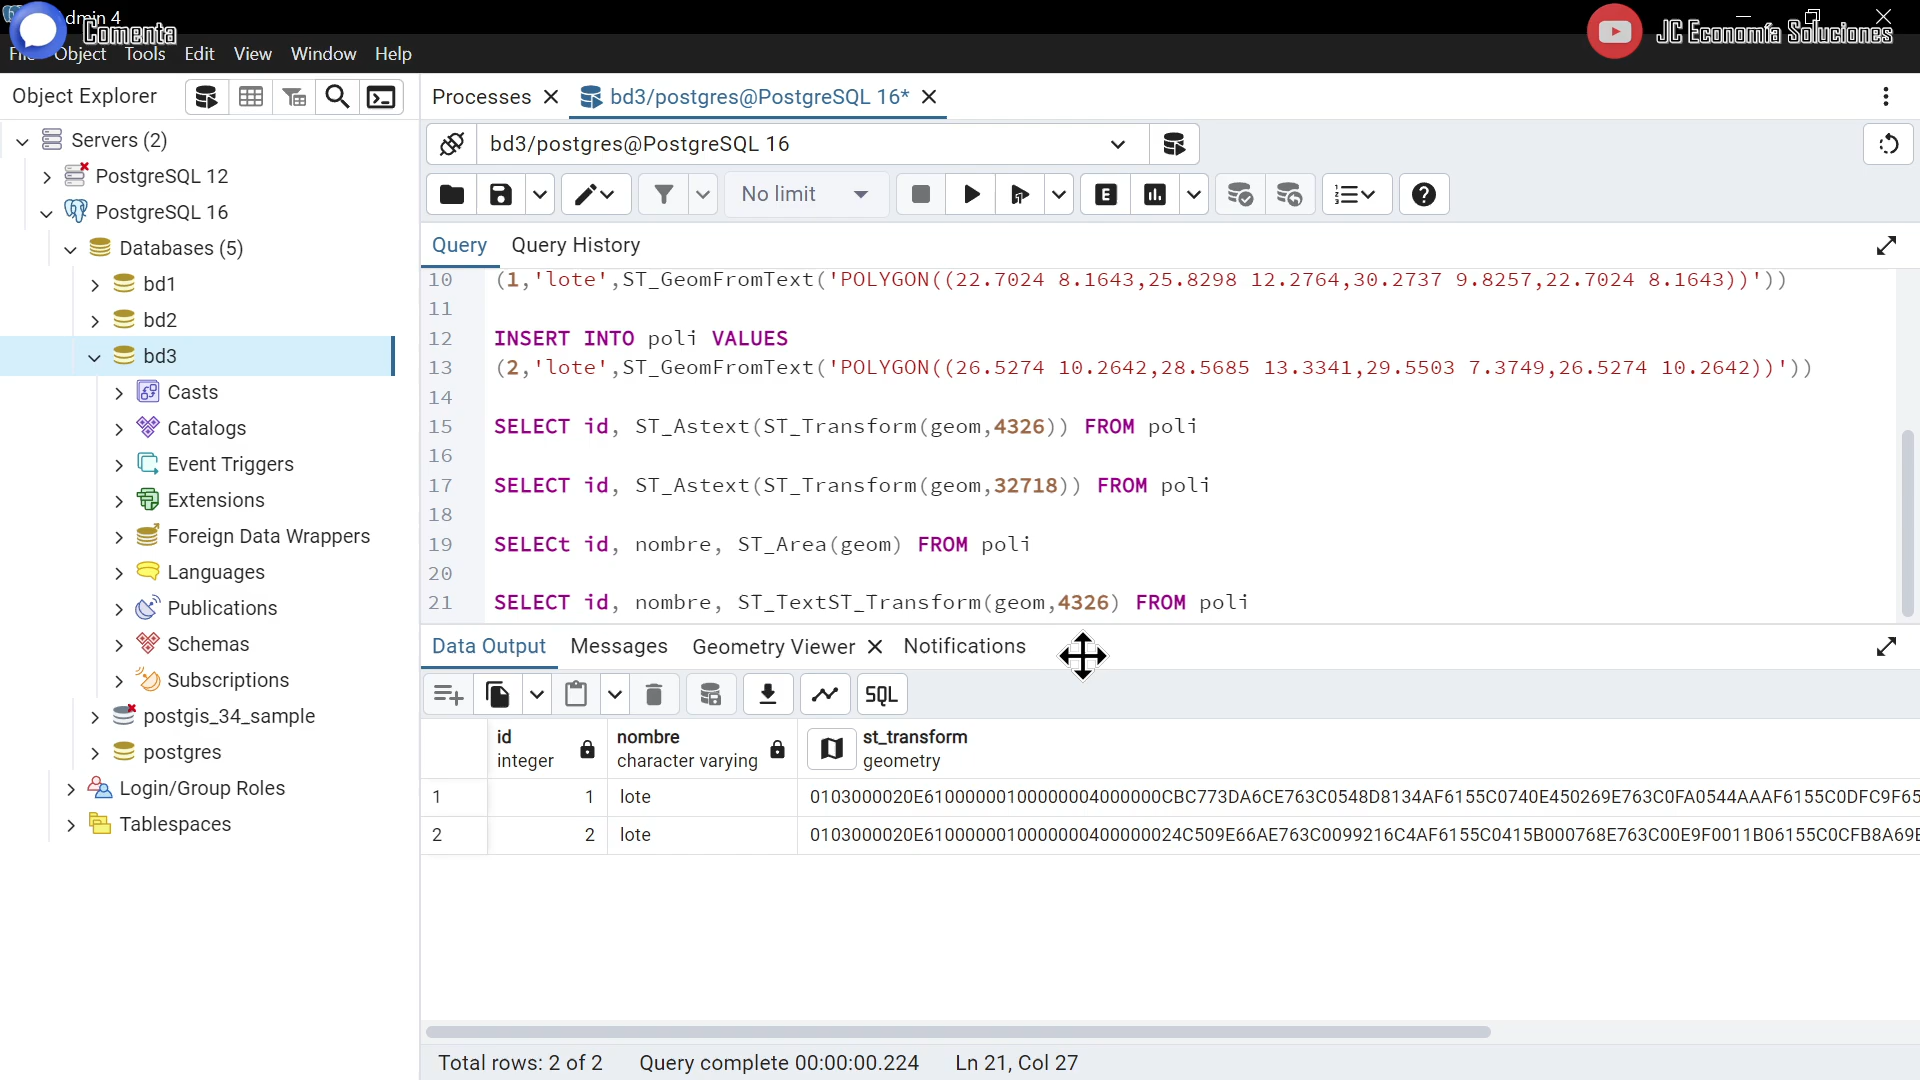 dmin 4
Comenta
JC Economía Soluciones
Object Tools Edit View Window Help
Object Explorer
Processes
bd3/postgres@PostgreSQL 16*
Servers (2)
PostgreSQL 12
PostgreSQL 16
Databases (5)
bd1
bd2
bd3
Casts
Catalogs
Event Triggers
Extensions
Foreign Data Wrappers
Languages
Publications
Schemas
Subscriptions
postgis_34_sample
postgres
Login/Group Roles
Tablespaces
bd3/postgres@PostgreSQL 16
No limit
E
Query Query History
10 (1,'lote',ST_GeomFromText('POLYGON((22.7024 8.1643,25.8298 12.2764,30.2737 9.8257,22.7024 8.1643))'))
11
12 INSERT INTO poli VALUES
13 (2,'lote',ST_GeomFromText('POLYGON((26.5274 10.2642,28.5685 13.3341,29.5503 7.3749,26.5274 10.2642))'))
14
15 SELECT id, ST_Astext(ST_Transform(geom,4326)) FROM poli
16
17 SELECT id, ST_Astext(ST_Transform(geom,32718)) FROM poli
18
19 SELECt id, nombre, ST_Area(geom) FROM poli
20
21 SELECT id, nombre, ST_TextST_Transform(geom,4326) FROM poli
Data Output Messages Geometry Viewer Notifications
SQL
id nombre st_transform
integer character varying geometry
1 1 lote 0103000020E61000000100000004000000CBC773DA6CE763C0548D8134AF6155C0740E450269E763C0FA0544AAAF6155C0DFC9F65
2 2 lote 0103000020E6100000010000000400000024C509E66AE763C0099216C4AF6155C0415B000768E763C00E9F0011B06155C0CFB8A69E
Total rows: 2 of 2 Query complete 00:00:00.224 Ln 21, Col 27